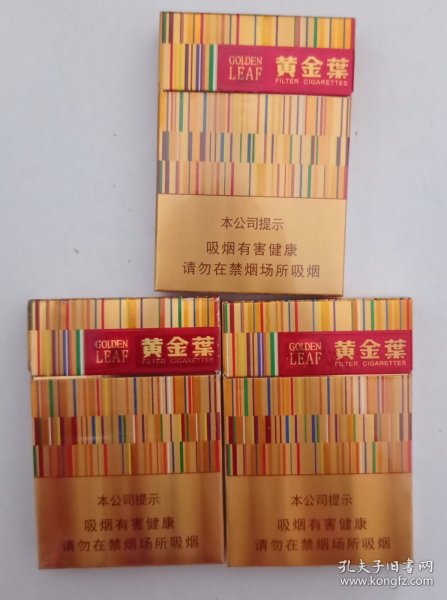 GOLDEN
LEAF
黄金葉
FILTER CIGARETTES
本公司提示
吸烟有害健康
请勿在禁烟场所吸烟
GOLDEN
LEAF
黄金葉
FILTER CIGARETTES
本公司提示
吸烟有害健康
请勿在禁烟场所吸烟
GOLDEN
LEAF
黄金葉
FILTER CIGARETTES
本公司提示
吸烟有害健康
请勿在禁烟场所吸烟
孔夫子旧书网
www.kongfz.com